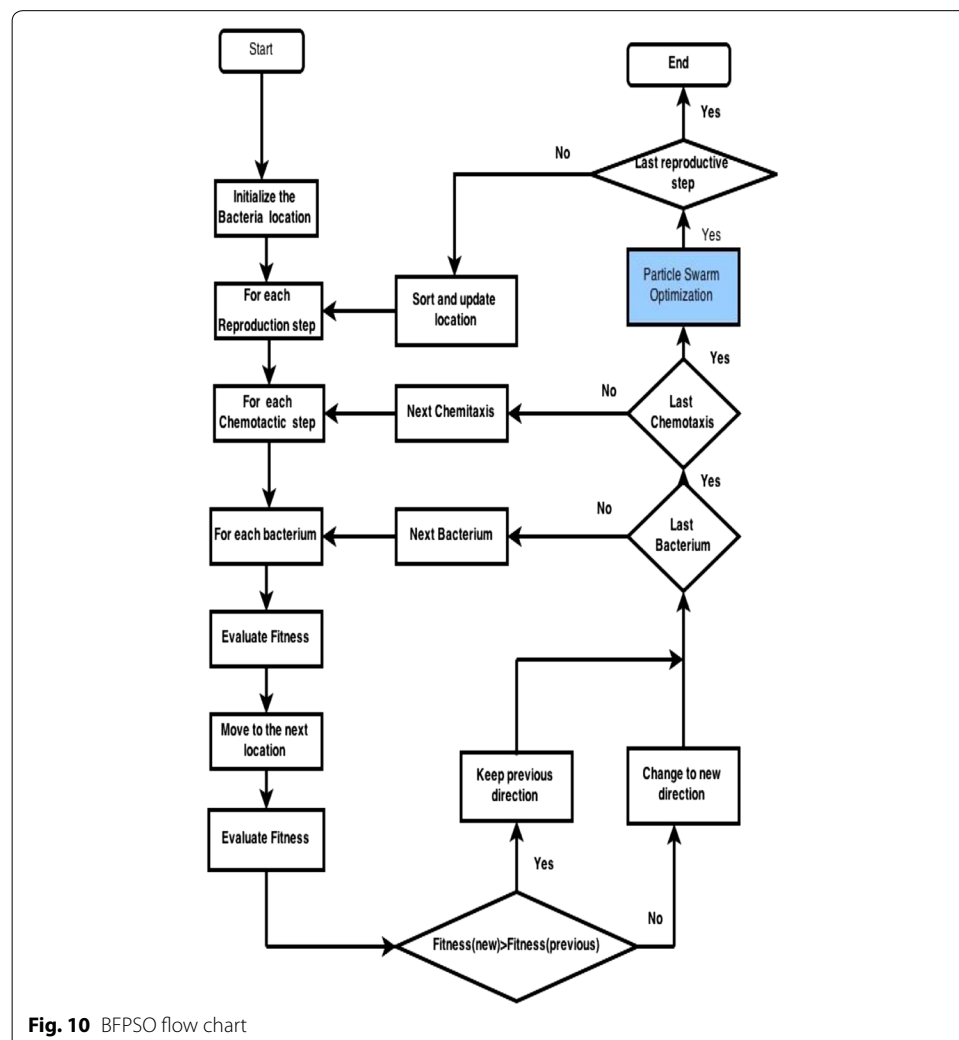 Start
End
Yes
No
Last reproductive
step
Initialize the
Bacteria location
Yes
Particle Swarm
Optimization
For each
Reproduction step
Sort and update
location
Yes
No
For each
Chemotactic step
Next Chemitaxis
Last
Chemotaxis
Yes
No
For each bacterium
Next Bacterium
Last
Bacterium
Evaluate Fitness
Move to the next
location
Keep previous
direction
Change to new
direction
Evaluate Fitness
Yes
No
Fitness(new)>Fitness(previous)
Fig. 10 BFPSO flow chart